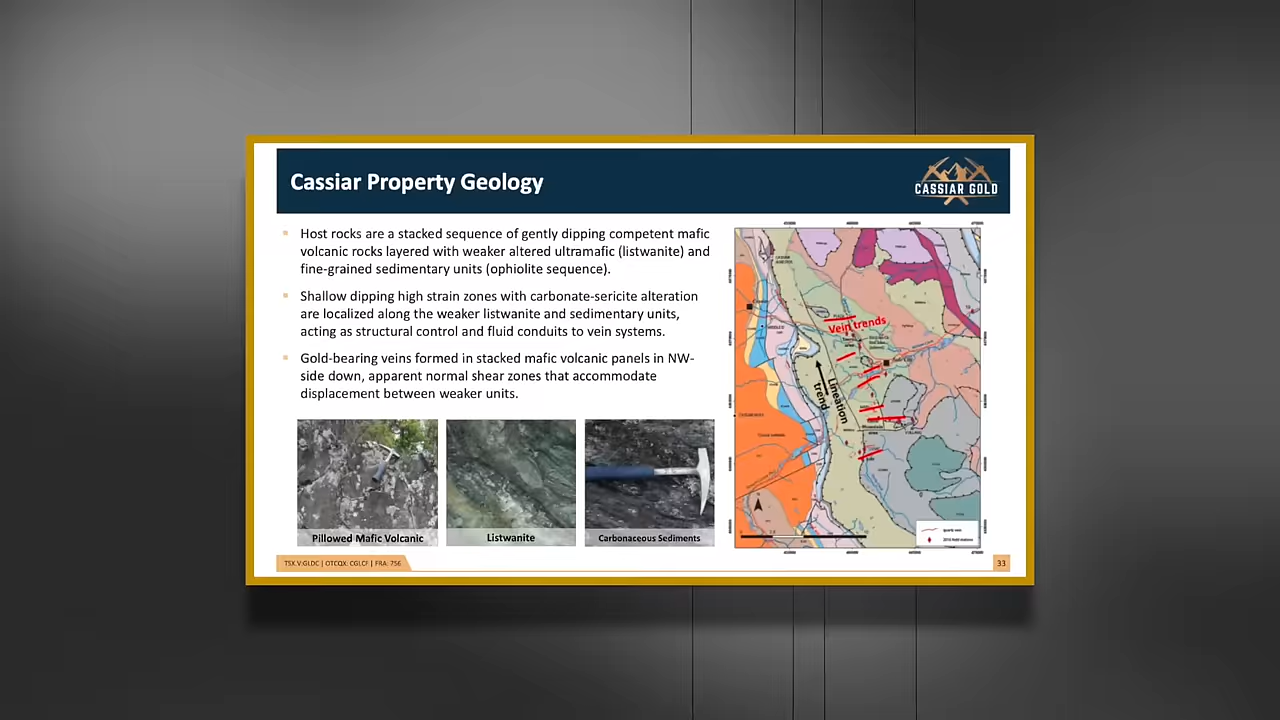 Cassiar Property Geology
CASSIAR GOLD
Host rocks are a stacked sequence of gently dipping competent mafic
volcanic rocks layered with weaker altered ultramafic (listwanite) and
fine-grained sedimentary units (ophiolite sequence).
Shallow dipping high strain zones with carbonate-sericite alteration
are localized along the weaker listwanite and sedimentary units,
acting as structural control and fluid conduits to vein systems.
Gold-bearing veins formed in stacked mafic volcanic panels in NW-
side down, apparent normal shear zones that accommodate
displacement between weaker units.
Vein trends
Lineation
trend
Pillowed Mafic Volcanic
Listwanite
Carbonaceous Sediments
TSX.V:GLDC | OTCQX: CGLCF | FRA: 756
33